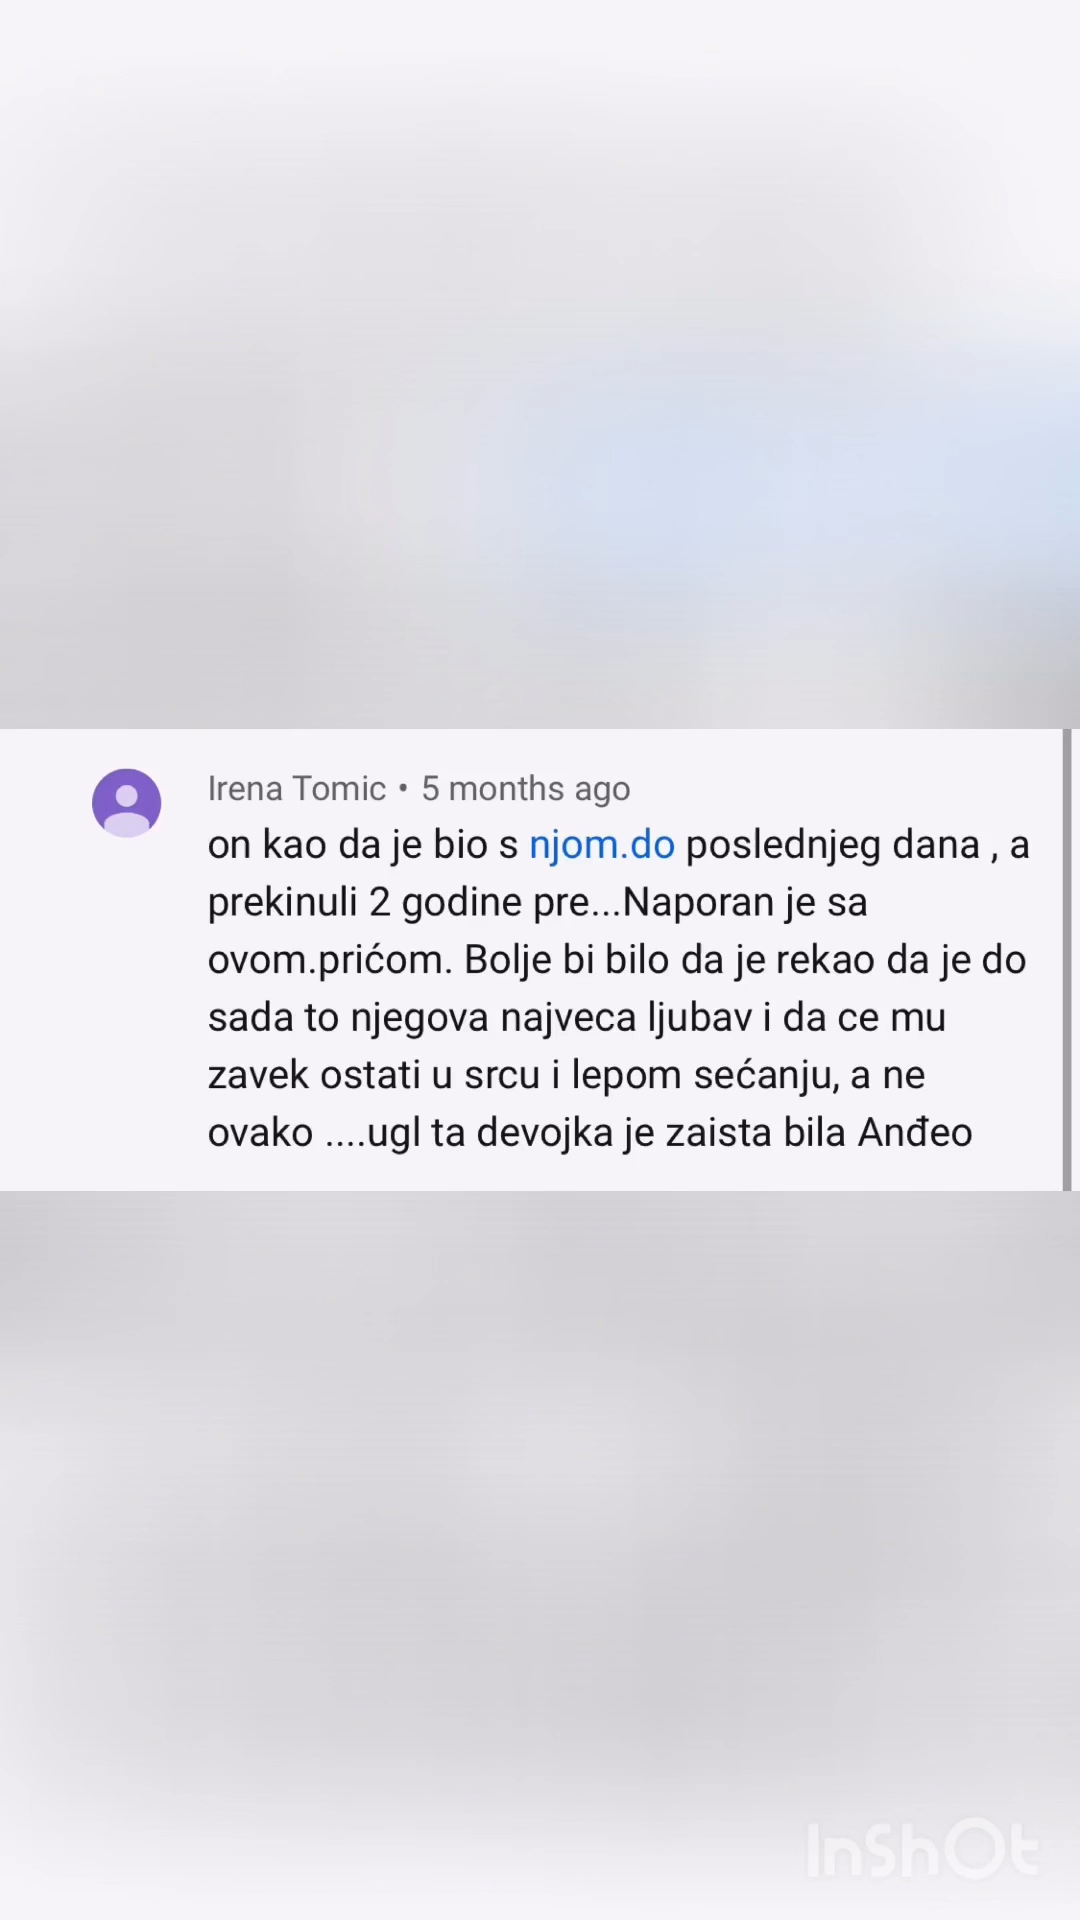 Irena Tomic • 5 months ago
on kao da je bio s njom.do poslednjeg dana , a
prekinuli 2 godine pre...Naporan je sa
ovom.prićom. Bolje bi bilo da je rekao da je do
sada to njegova najveca ljubav i da ce mu
zavek ostati u srcu i lepom sećanju, a ne
ovako ....ugl ta devojka je zaista bila Anđeo
InShOt